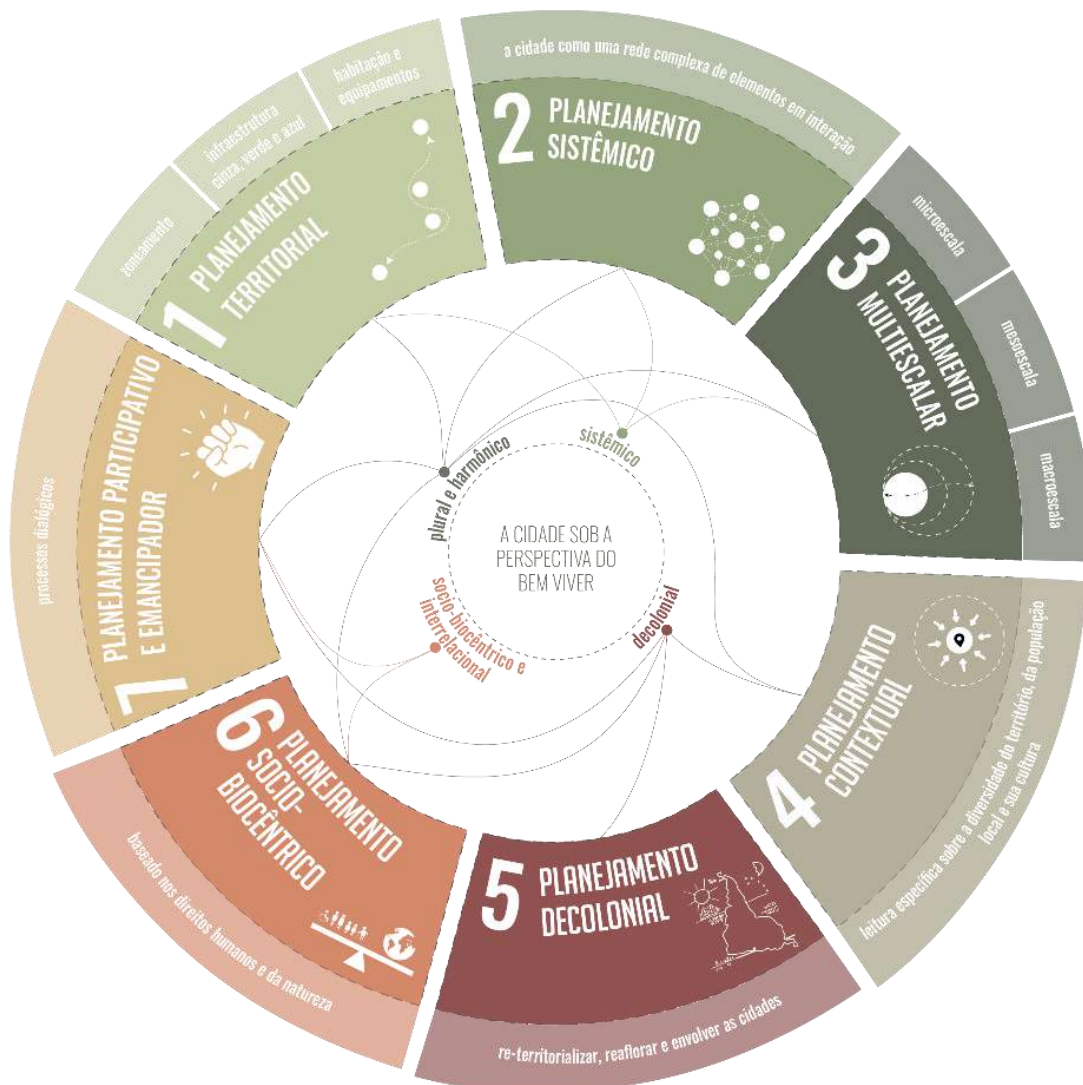 habitação e
equipamentos
infraestrutura
cinza, verde e azul
zoneamento
1
PLANEJAMENTO
TERRITORIAL
a cidade como uma rede complexa de elementos em interação
2
PLANEJAMENTO
SISTÊMICO
microescala
mesoescala
macroescala
3
PLANEJAMENTO
MULTIESCALAR
4
PLANEJAMENTO
CONTEXTUAL
leitura específica sobre a diversidade do território, da população
local e sua cultura
5
PLANEJAMENTO
DECOLONIAL
re-territorializar, reaflorar e envolver as cidades
6
PLANEJAMENTO
SOCIO-
BIOCÊNTRICO
baseado nos direitos humanos e da natureza
7
PLANEJAMENTO PARTICIPATIVO
E EMANCIPADOR
processos dialógicos
plural e harmônico
sistêmico
A CIDADE SOB A
PERSPECTIVA DO
BEM VIVER
socio-biocêntrico e
interrelacional
decolonial